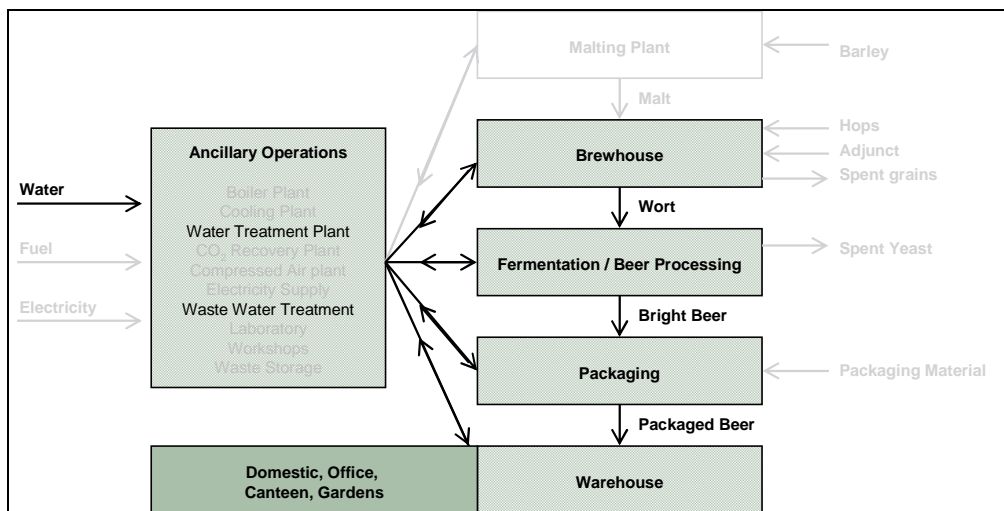 Malting Plant
Barley
Malt
Hops
Ancillary Operations
Brewhouse
Adjunct
Spent grains
Water
Boiler Plant
Cooling Plant
Wort
Water Treatment Plant
Fuel
CO₂ Recovery Plant
Spent Yeast
Compressed Air plant
Fermentation / Beer Processing
Electricity Supply
Electricity
Waste Water Treatment
Bright Beer
Laboratory
Workshops
Waste Storage
Packaging
Packaging Material
Packaged Beer
Domestic, Office,
Canteen, Gardens
Warehouse